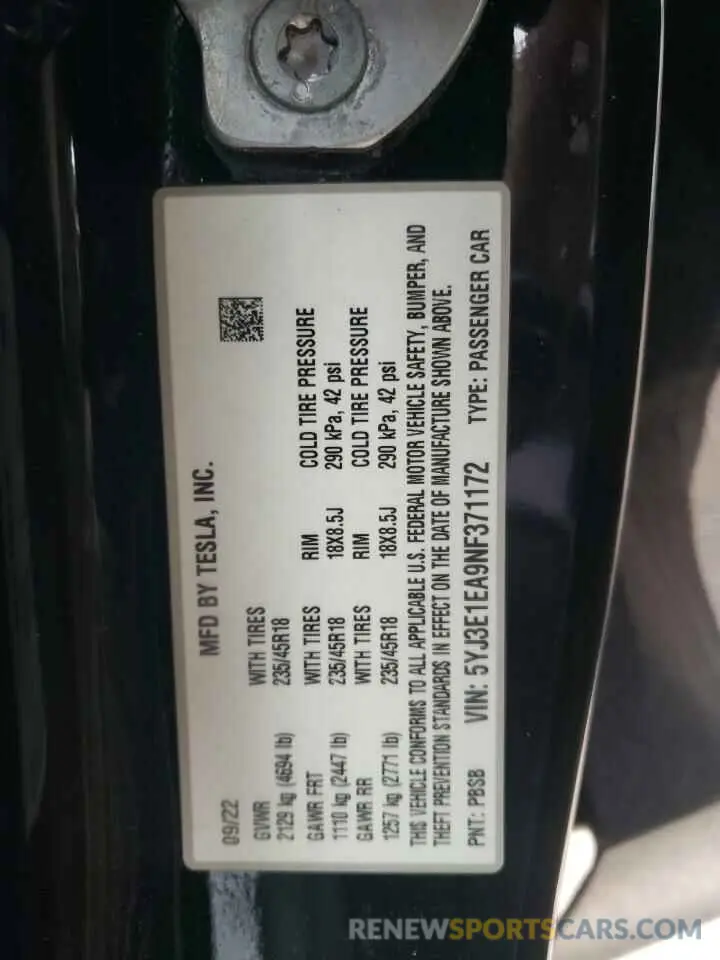 MFD BY TESLA, INC.
09/22
GVWR WITH TIRES
2129 kg (4694 lb) 235/45R18
GAWR FRT WITH TIRES RIM COLD TIRE PRESSURE
1110 kg (2447 lb) 235/45R18 18X8.5J 290 kPa, 42 psi
GAWR RR WITH TIRES RIM COLD TIRE PRESSURE
1257 kg (2771 lb) 235/45R18 18X8.5J 290 kPa, 42 psi
THIS VEHICLE CONFORMS TO ALL APPLICABLE U.S. FEDERAL MOTOR VEHICLE SAFETY, BUMPER, AND
THEFT PREVENTION STANDARDS IN EFFECT ON THE DATE OF MANUFACTURE SHOWN ABOVE.
PNT: PBSB VIN: 5YJ3E1EA9NF371172 TYPE: PASSENGER CAR
RENEWSPORTSCARS.COM